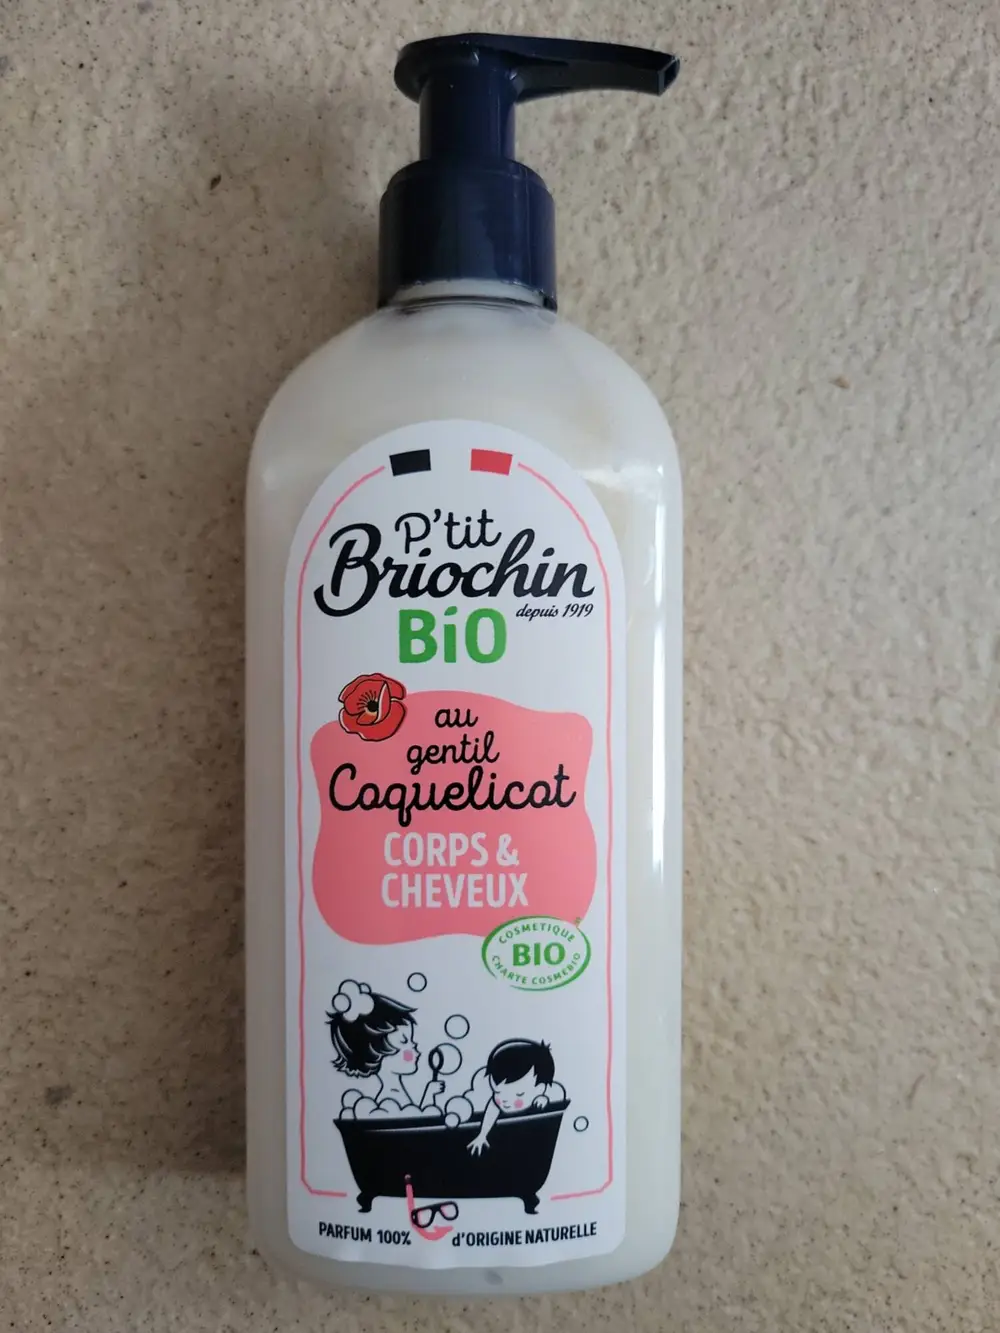 P'tit
Briochin
depuis 1919
BiO
au
gentil
Coquelicot
CORPS &
CHEVEUX
COSMETIQUE
BIO
CHARTE COSMEBIO
PARFUM 100% d'ORIGINE NATURELLE